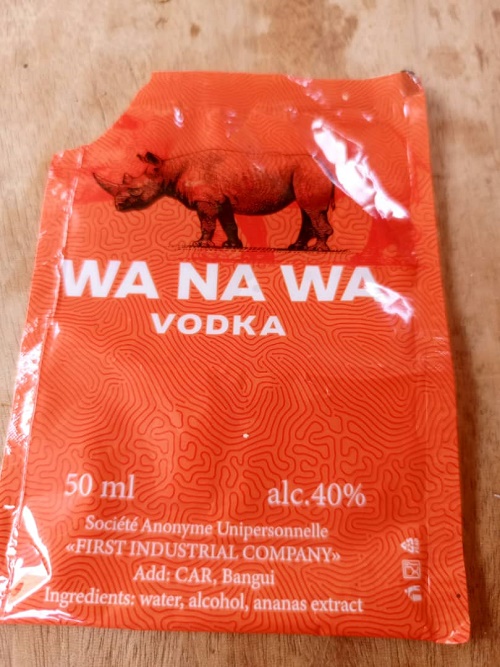 WA NA WA
VODKA
50 ml alc.40%
Société Anonyme Unipersonnelle
«FIRST INDUSTRIAL COMPANY»
Add: CAR, Bangui
Ingredients: water, alcohol, ananas extract